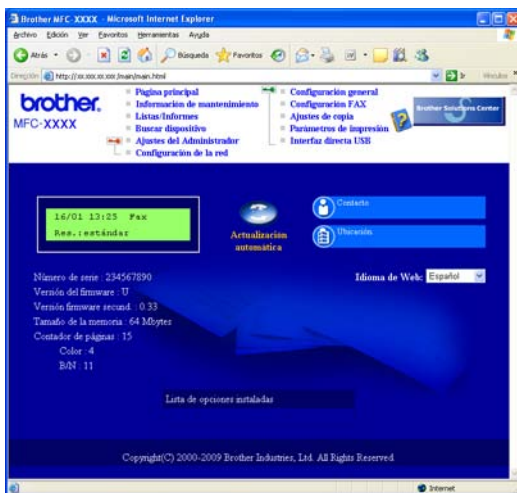 Brother MFC-XXXX - Microsoft Internet Explorer
Archivo Edición Ver Favoritos Herramientas Ayuda
Atrás Búsqueda Favoritos
Dirección http://xx.xxx.xx.xxx/main/main.html Ir Vínculos
brother.
MFC-XXXX
Pagina principal
Información de mantenimiento
Listas/Informes
Buscar dispositivo
Ajustes del Administrador
Configuración de la red
Configuración general
Configuración FAX
Ajustes de copia
Parámetros de impresión
Interfaz directa USB
Brother Solutions Center
16/01 13:25 Fax
Res.:estándar
Actualización
automática
Contacto
Ubicación
Número de serie : 234567890
Versión del firmware : U
Versión firmware secund. : 0.33
Tamaño de la memoria : 64 Mbytes
Contador de páginas : 15
Color : 4
B/N : 11
Idioma de Web: Español
Lista de opciones instaladas
Copyright(C) 2000-2009 Brother Industries, Ltd. All Rights Reserved
Internet